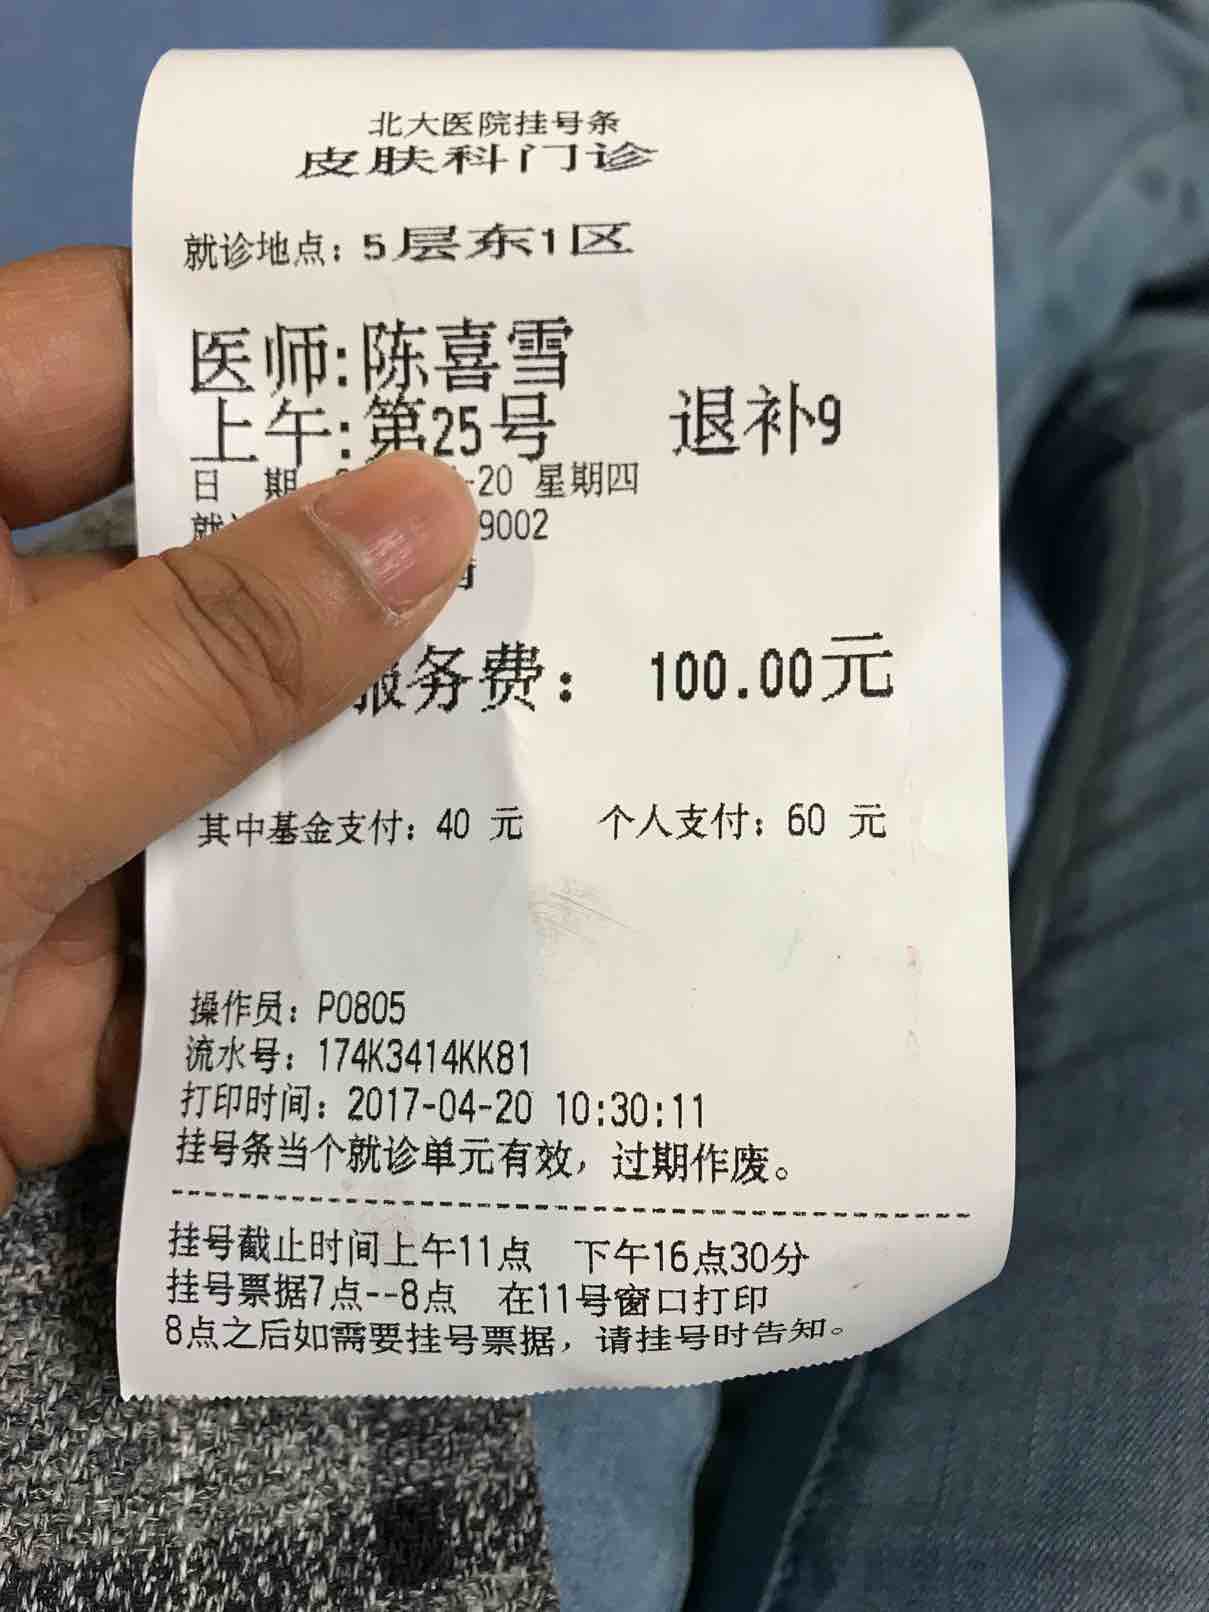 北大医院挂号条
皮肤科门诊
就诊地点：5层东1区
医师:陈喜雪
上午:第25号 退补9
日 期 -20 星期四
9002
服务费： 100.00元
其中基金支付：40 元 个人支付：60 元
操作员：P0805
流水号：174K3414KK81
打印时间：2017-04-20 10:30:11
挂号条当个就诊单元有效，过期作废。
挂号截止时间上午11点 下午16点30分
挂号票据7点--8点 在11号窗口打印
8点之后如需要挂号票据，请挂号时告知。